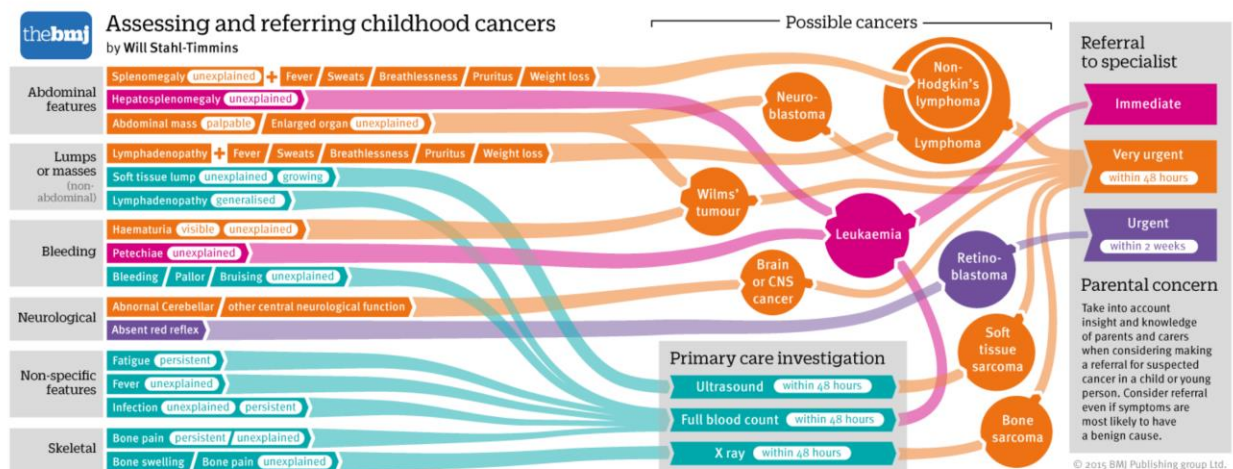 thebmj
Assessing and referring childhood cancers
by Will Stahl-Timmins
Possible cancers
Abdominal
features
Splenomegaly unexplained + Fever / Sweats / Breathlessness / Pruritus / Weight loss
Hepatosplenomegaly unexplained
Abdominal mass palpable / Enlarged organ unexplained
Lumps
or masses
(non-
abdominal)
Lymphadenopathy + Fever / Sweats / Breathlessness / Pruritus / Weight loss
Soft tissue lump unexplained growing
Lymphadenopathy generalised
Bleeding
Haematuria visible unexplained
Petechiae unexplained
Bleeding / Pallor / Bruising unexplained
Neurological
Abnornal Cerebellar / other central neurological function
Absent red reflex
Non-specific
features
Fatigue persistent
Fever unexplained
Infection unexplained persistent
Skeletal
Bone pain persistent / unexplained
Bone swelling / Bone pain unexplained
Neuro-
blastoma
Non-
Hodgkin's
lymphoma
Lymphoma
Wilms'
tumour
Leukaemia
Brain
or CNS
cancer
Retino-
blastoma
Soft
tissue
sarcoma
Bone
sarcoma
Primary care investigation
Ultrasound within 48 hours
Full blood count within 48 hours
X ray within 48 hours
Referral
to specialist
Immediate
Very urgent
within 48 hours
Urgent
within 2 weeks
Parental concern
Take into account
insight and knowledge
of parents and carers
when considering making
a referral for suspected
cancer in a child or young
person. Consider referral
even if symptoms are
most likely to have
a benign cause.
© 2015 BMJ Publishing group Ltd.